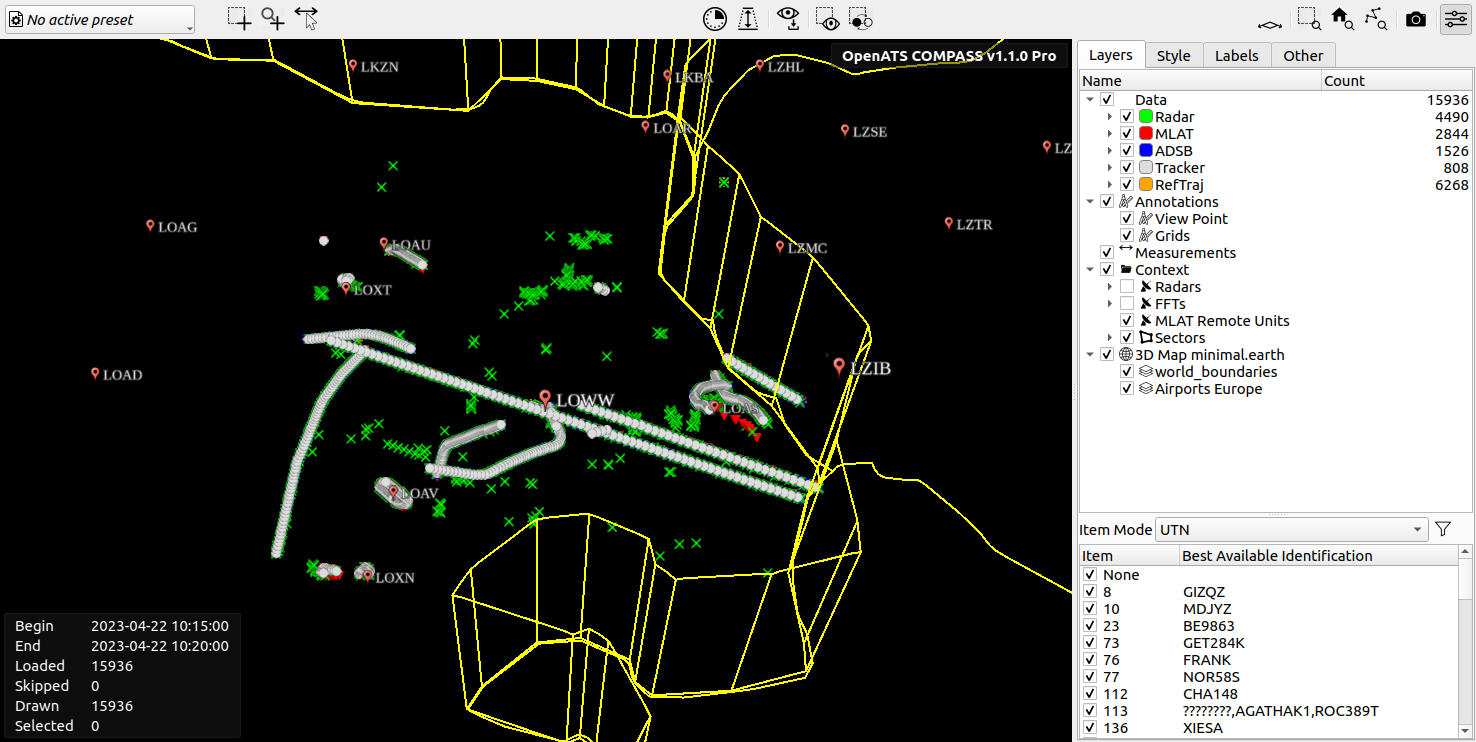 No active preset
OpenATS COMPASS v1.1.0 Pro
LKZN
LKBA
LZHL
LOAR
LZSE
LZ
LOAG
LZTR
LOAU
LZMC
LOXT
LOAD
LZIB
LOWW
LOA
LOAV
LOXN
Begin 2023-04-22 10:15:00
End 2023-04-22 10:20:00
Loaded 15936
Skipped 0
Drawn 15936
Selected 0
Layers Style Labels Other
Name Count
Data 15936
Radar 4490
MLAT 2844
ADSB 1526
Tracker 808
RefTraj 6268
Annotations
View Point
Grids
Measurements
Context
Radars
FFTs
MLAT Remote Units
Sectors
3D Map minimal.earth
world_boundaries
Airports Europe
Item Mode UTN
Item Best Available Identification
None
8 GIZQZ
10 MDJYZ
23 BE9863
73 GET284K
76 FRANK
77 NOR58S
112 CHA148
113 ????????,AGATHAK1,ROC389T
136 XIESA